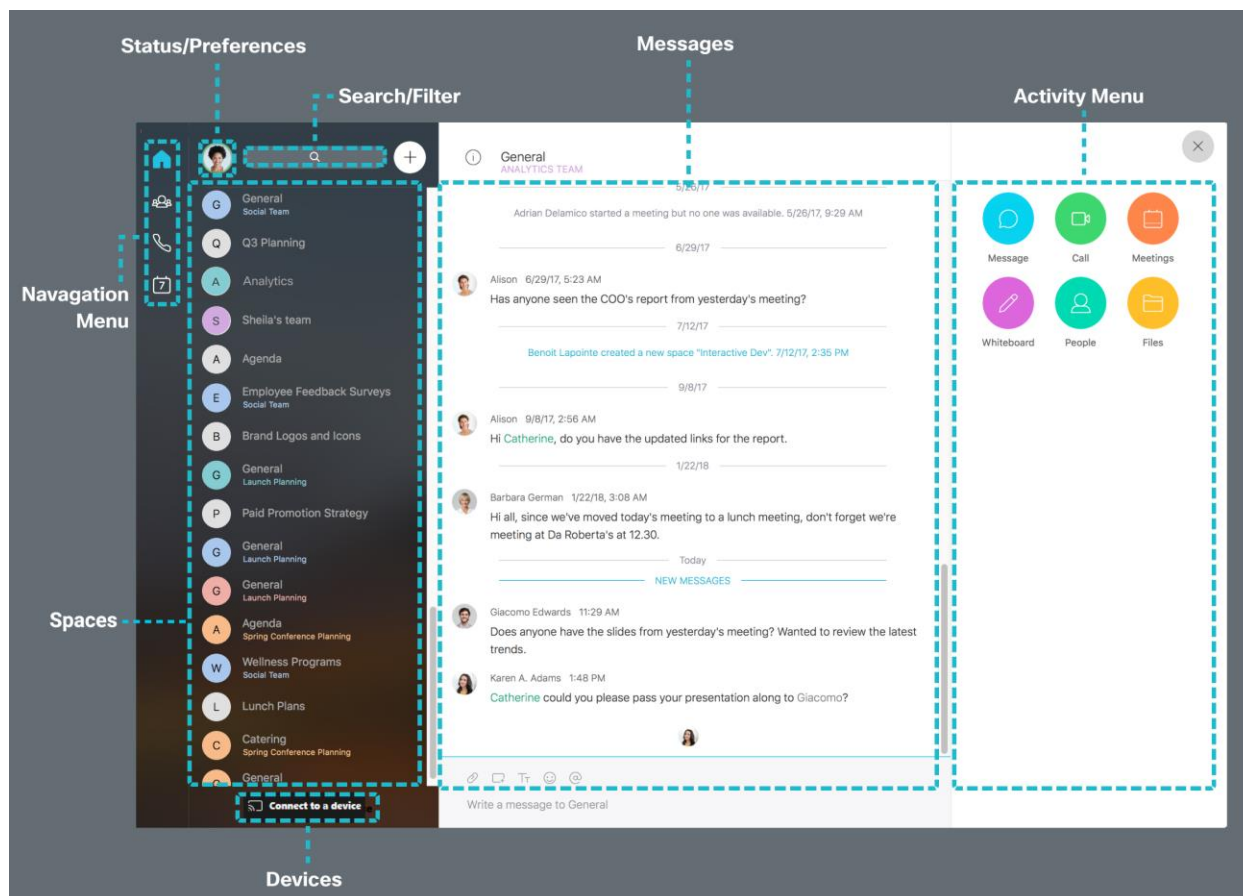 Status/Preferences
Messages
Search/Filter
Activity Menu
Navagation
Menu
Spaces
Devices
7
G
General
Social Team
Q
Q3 Planning
A
Analytics
S
Sheila's team
A
Agenda
E
Employee Feedback Surveys
Social Team
B
Brand Logos and Icons
G
General
Launch Planning
P
Paid Promotion Strategy
G
General
Launch Planning
G
General
Launch Planning
A
Agenda
Spring Conference Planning
W
Wellness Programs
Social Team
L
Lunch Plans
C
Catering
Spring Conference Planning
G
General
Connect to a device
General
ANALYTICS TEAM
5/26/17
Adrian Delamico started a meeting but no one was available. 5/26/17, 9:29 AM
6/29/17
Alison 6/29/17, 5:23 AM
Has anyone seen the COO's report from yesterday's meeting?
7/12/17
Benoit Lapointe created a new space "Interactive Dev". 7/12/17, 2:35 PM
9/8/17
Alison 9/8/17, 2:56 AM
Hi Catherine, do you have the updated links for the report.
1/22/18
Barbara German 1/22/18, 3:08 AM
Hi all, since we've moved today's meeting to a lunch meeting, don't forget we're
meeting at Da Roberta's at 12.30.
Today
NEW MESSAGES
Giacomo Edwards 11:29 AM
Does anyone have the slides from yesterday's meeting? Wanted to review the latest
trends.
Karen A. Adams 1:48 PM
Catherine could you please pass your presentation along to Giacomo?
Tт @
Write a message to General
Message Call Meetings
Whiteboard People Files